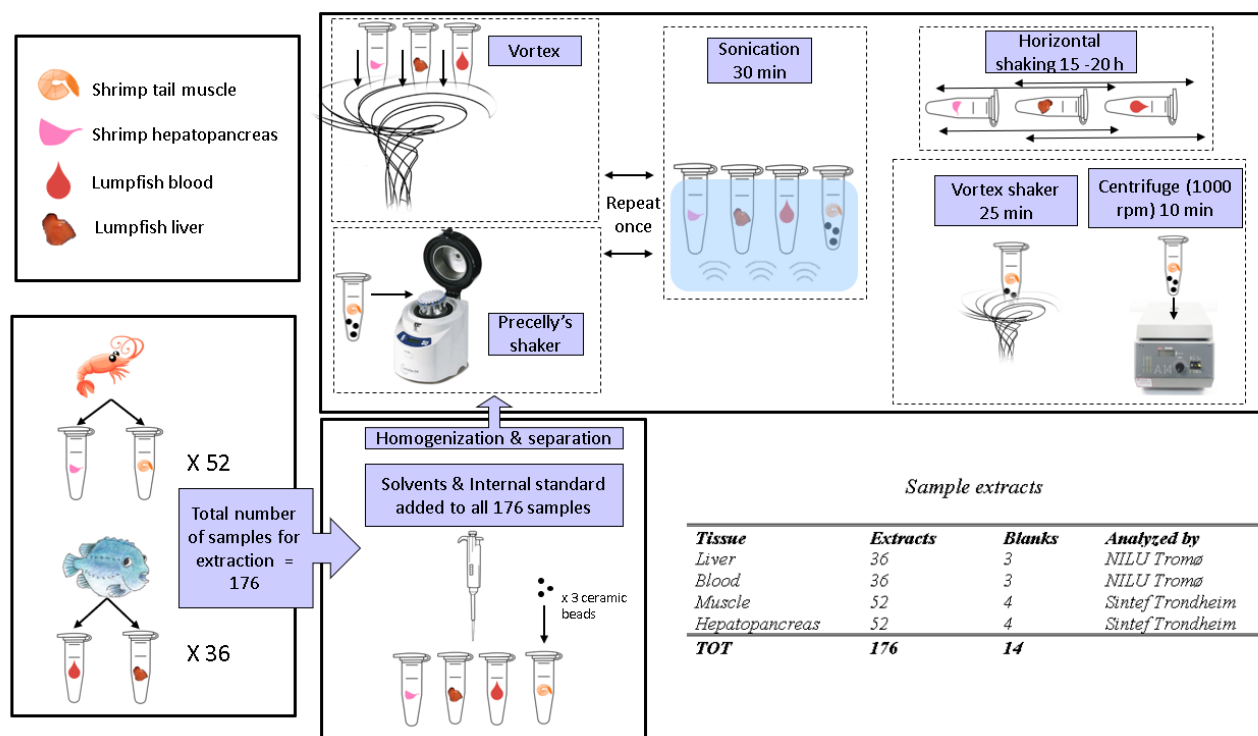 Shrimp tail muscle
Shrimp hepatopancreas
Lumpfish blood
Lumpfish liver
Vortex
Sonication
30 min
Horizontal
shaking 15 -20 h
Repeat
once
Precelly's
shaker
Vortex shaker
25 min
Centrifuge (1000
rpm) 10 min
A14
X 52
X 36
Total number
of samples for
extraction =
176
Homogenization & separation
Solvents & Internal standard
added to all 176 samples
x 3 ceramic
beads
Sample extracts
Tissue Extracts Blanks Analyzed by
Liver 36 3 NILU Tromø
Blood 36 3 NILU Tromø
Muscle 52 4 Sintef Trondheim
Hepatopancreas 52 4 Sintef Trondheim
TOT 176 14